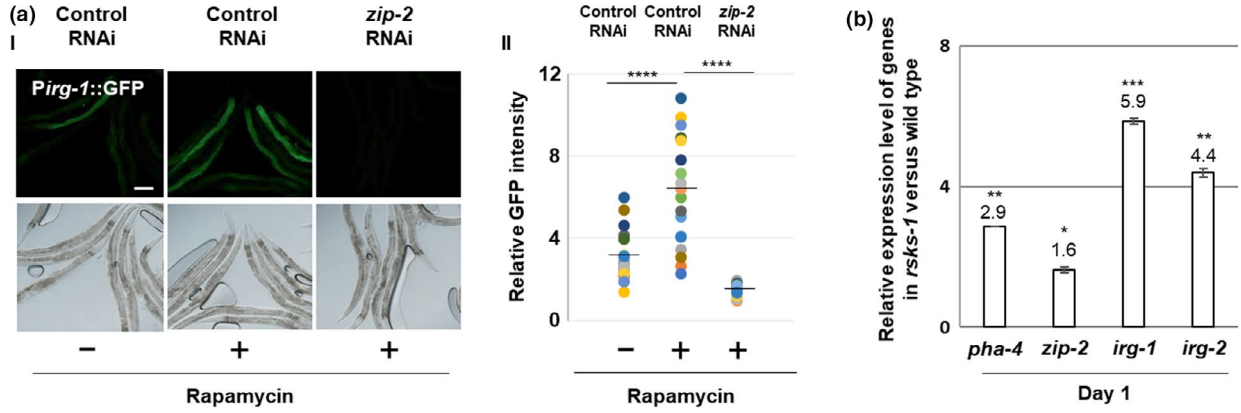 (a)
I
Control
RNAi
Control
RNAi
zip-2
RNAi
Pirg-1::GFP
− + +
Rapamycin
II
Control
RNAi
Control
RNAi
zip-2
RNAi
Relative GFP intensity
12
8
4
0
****
****
− + +
Rapamycin
(b)
Relative expression level of genes
in rsks-1 versus wild type
8
4
0
**
2.9
*
1.6
***
5.9
**
4.4
pha-4 zip-2 irg-1 irg-2
Day 1